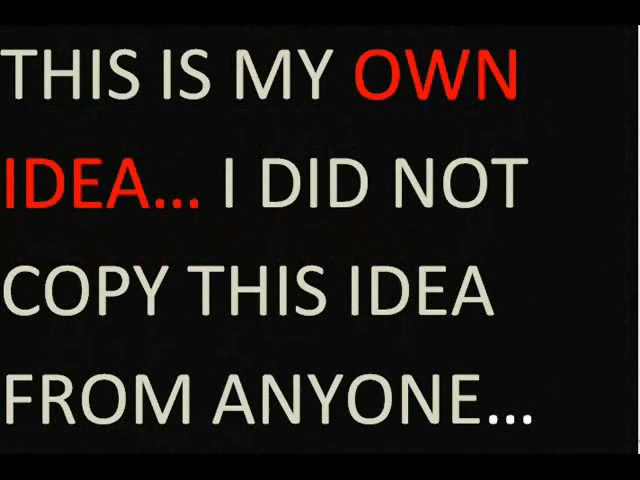 THIS IS MY OWN
IDEA... I DID NOT
COPY THIS IDEA
FROM ANYONE...